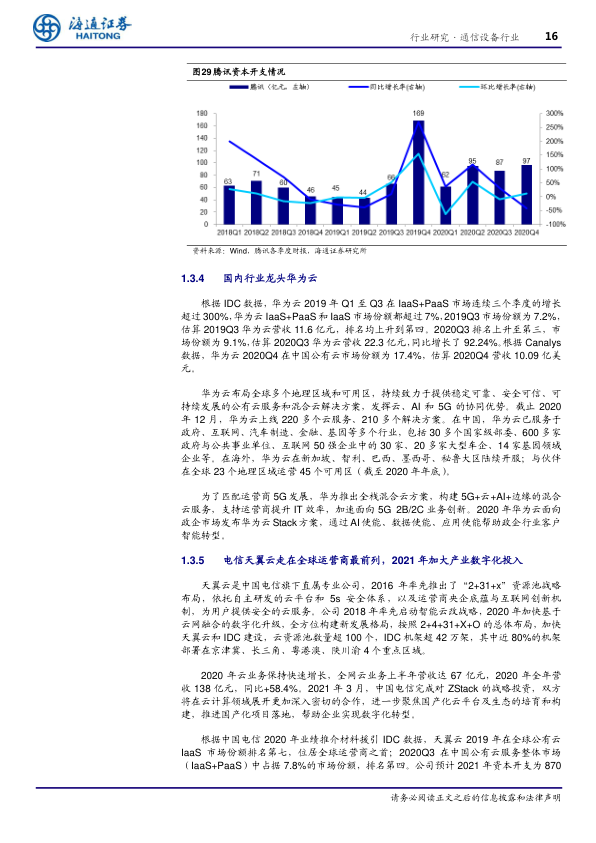 海通证券
HAITONG
行业研究·通信设备行业 16
图29 腾讯资本开支情况
腾讯（亿元，左轴） 同比增长率(右轴) 环比增长率(右轴)
180 160 140 120 100 80 60 40 20 0
300% 250% 200% 150% 100% 50% 0% -50% -100%
63 71 60 46 45 44 66 169 62 95 87 97
2018Q1 2018Q2 2018Q3 2018Q4 2019Q1 2019Q2 2019Q3 2019Q4 2020Q1 2020Q2 2020Q3 2020Q4
资料来源：Wind，腾讯各季度财报，海通证券研究所
1.3.4 国内行业龙头华为云
根据 IDC 数据，华为云 2019 年 Q1 至 Q3 在 IaaS+PaaS 市场连续三个季度的增长
超过 300%，华为云 IaaS+PaaS 和 IaaS 市场份额都超过 7%，2019Q3 市场份额为 7.2%，
估算 2019Q3 华为云营收 11.6 亿元，排名均上升到第四。2020Q3 排名上升至第三，市
场份额为 9.1%，估算 2020Q3 华为云营收 22.3 亿元，同比增长了 92.24%。根据 Canalys
数据，华为云 2020Q4 在中国公有云市场份额为 17.4%，估算 2020Q4 营收 10.09 亿美
元。
华为云布局全球多个地理区域和可用区，持续致力于提供稳定可靠、安全可信、可
持续发展的公有云服务和混合云解决方案，发挥云、AI 和 5G 的协同优势。截止 2020
年 12 月，华为云上线 220 多个云服务、210 多个解决方案。在中国，华为云已服务于
政府、互联网、汽车制造、金融、基因等多个行业，包括 30 多个国家级部委、600 多家
政府与公共事业单位、互联网 50 强企业中的 30 家、20 多家大型车企、14 家基因领域
企业等。在海外，华为云在新加坡、智利、巴西、墨西哥、秘鲁大区陆续开服；与伙伴
在全球 23 个地理区域运营 45 个可用区（截至 2020 年年底）。
为了匹配运营商 5G 发展，华为推出全栈混合云方案，构建 5G+云+AI+边缘的混合
云服务，支持运营商提升 IT 效率，加速面向 5G 2B/2C 业务创新。2020 年华为云面向
政企市场发布华为云 Stack 方案，通过 AI 使能、数据使能、应用使能帮助政企行业客户
智能转型。
1.3.5 电信天翼云走在全球运营商最前列，2021 年加大产业数字化投入
天翼云是中国电信旗下直属专业公司，2016 年率先推出了“2+31+x”资源池战略
布局，依托自主研发的云平台和 5s 安全体系，以及运营商央企底蕴与互联网创新机
制，为用户提供安全的云服务。公司 2018 年率先启动智能云改战略，2020 年加快基于
云网融合的数字化升级，全方位构建新发展格局，按照 2+4+31+X+O 的总体布局，加快
天翼云和 IDC 建设，云资源池数量超 100 个，IDC 机架超 42 万架，其中近 80%的机架
部署在京津冀、长三角、粤港澳、陕川渝 4 个重点区域。
2020 年云业务保持快速增长，全网云业务上半年营收达 67 亿元，2020 年全年营
收 138 亿元，同比+58.4%。2021 年 3 月，中国电信完成对 ZStack 的战略投资，双方
将在云计算领域展开更加深入密切的合作，进一步聚焦国产化云平台及生态的培育和构
建，推进国产化项目落地，帮助企业实现数字化转型。
根据中国电信 2020 年业绩推介材料援引 IDC 数据，天翼云 2019 年在全球公有云
IaaS 市场份额排名第七，位居全球运营商之首；2020Q3 在中国公有云服务整体市场
（IaaS+PaaS）中占据 7.8%的市场份额，排名第四。公司预计 2021 年资本开支为 870
请务必阅读正文之后的信息披露和法律声明